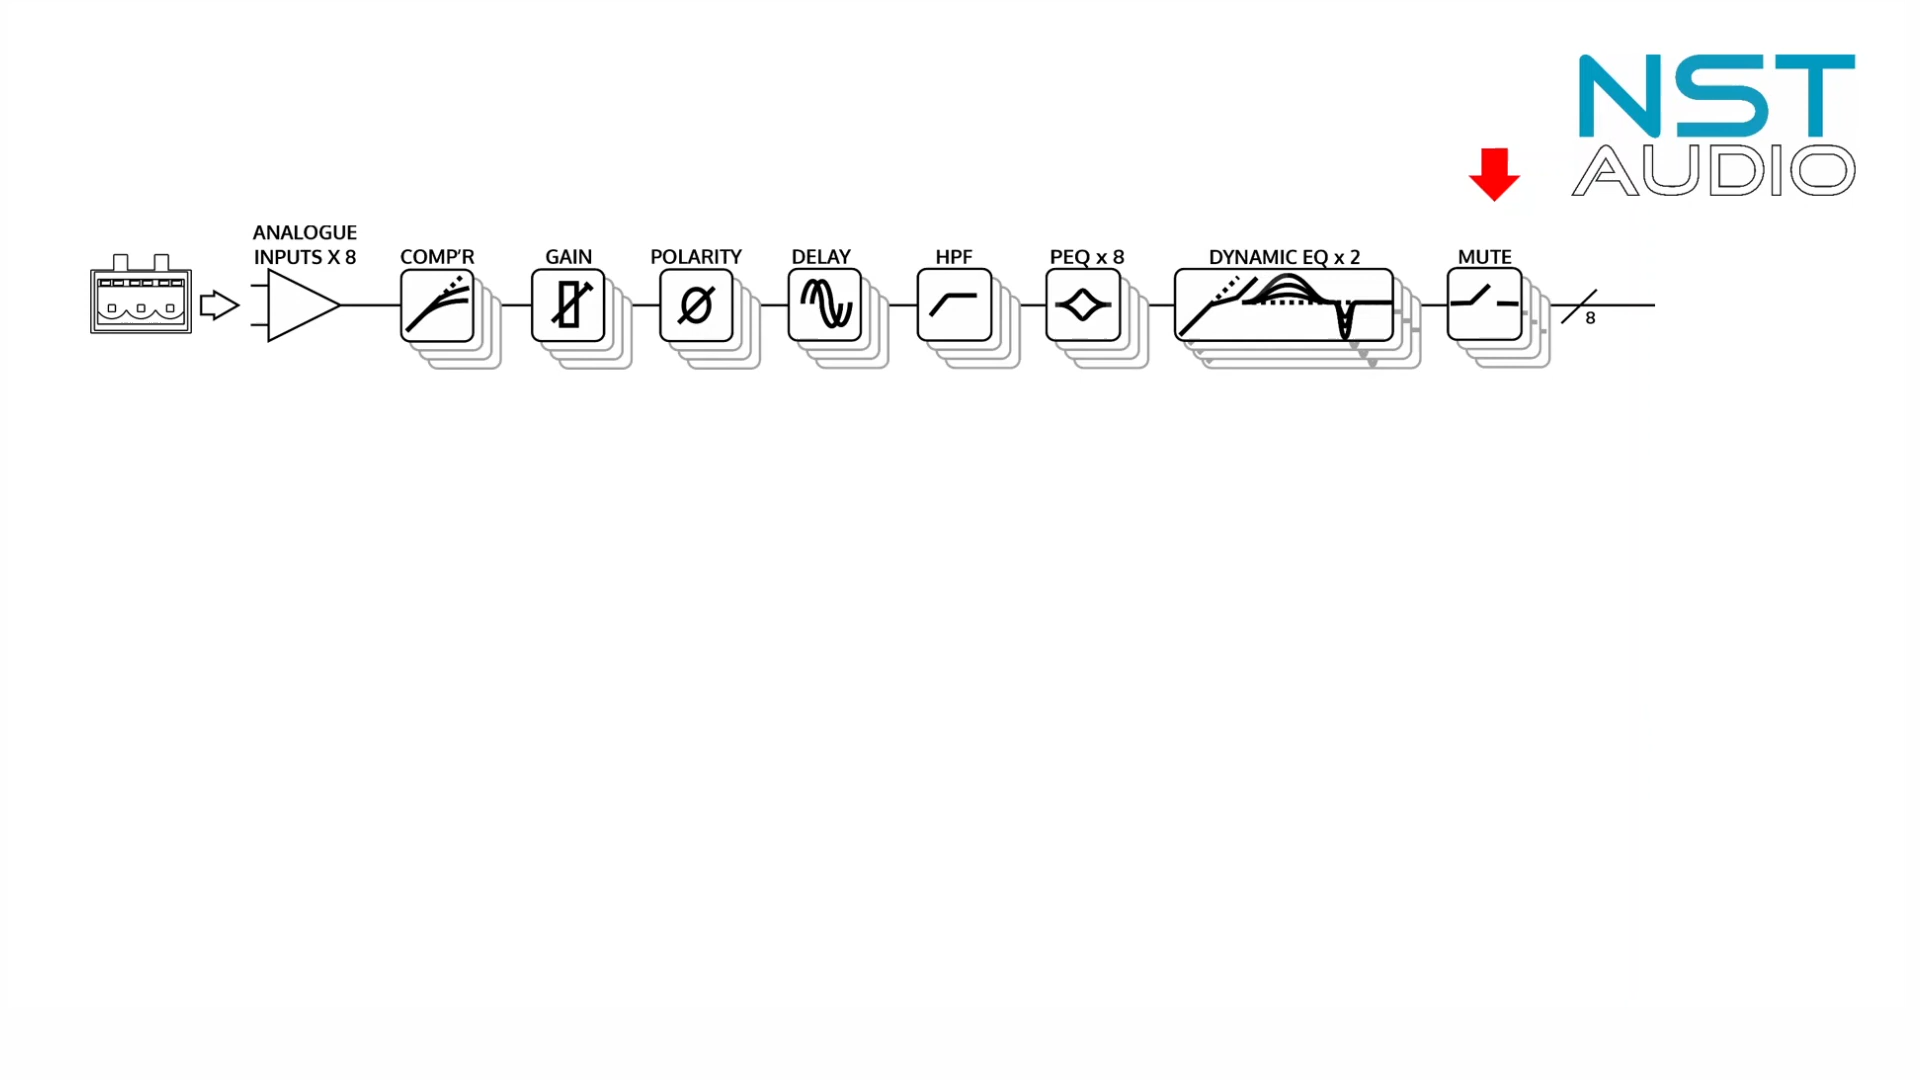 NST
AUDIO
ANALOGUE
INPUTS X 8
COMP'R
GAIN
POLARITY
DELAY
HPF
PEQ x 8
DYNAMIC EQ x 2
MUTE
8